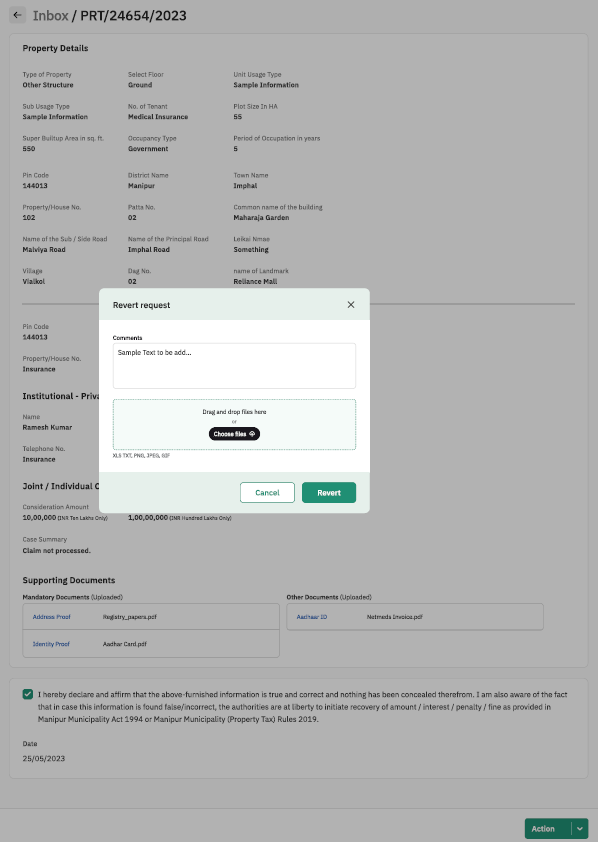 Inbox / PRT/24654/2023
Property Details
Type of Property Select Floor Unit Usage Type
Other Structure Ground Sample Information
Sub Usage Type No. of Tenant Plot Size In HA
Sample Information Medical Insurance 55
Super Builtup Area in sq. ft. Occupancy Type Period of Occupation in years
550 Government 5
Pin Code District Name Town Name
144013 Manipur Imphal
Property/House No. Patta No. Common name of the building
102 02 Maharaja Garden
Name of the Sub / Side Road Name of the Principal Road Leikai Nmae
Malviya Road Imphal Road Something
Village Dag No. name of Landmark
Vialkol 02 Reliance Mall
Revert request
Comments
Sample Text to be add...
Drag and drop files here
or
Choose files
XLS TXT, PNG, JPEG, GIF
Cancel Revert
Pin Code
144013
Property/House No.
Insurance
Institutional - Priva
Name
Ramesh Kumar
Telephone No.
Insurance
Joint / Individual C
Consideration Amount
10,00,000 (INR Ten Lakhs Only) 1,00,00,000 (INR Hundred Lakhs Only)
Case Summary
Claim not processed.
Supporting Documents
Mandatory Documents (Uploaded) Other Documents (Uploaded)
Address Proof Registry_papers.pdf Aadhaar ID Netmeds Invoice.pdf
Identity Proof Aadhar Card.pdf
I hereby declare and affirm that the above-furnished information is true and correct and nothing has been concealed therefrom. I am also aware of the fact
that in case this information is found false/incorrect, the authorities are at liberty to initiate recovery of amount / interest / penalty / fine as provided in
Manipur Municipality Act 1994 or Manipur Municipality (Property Tax) Rules 2019.
Date
25/05/2023
Action